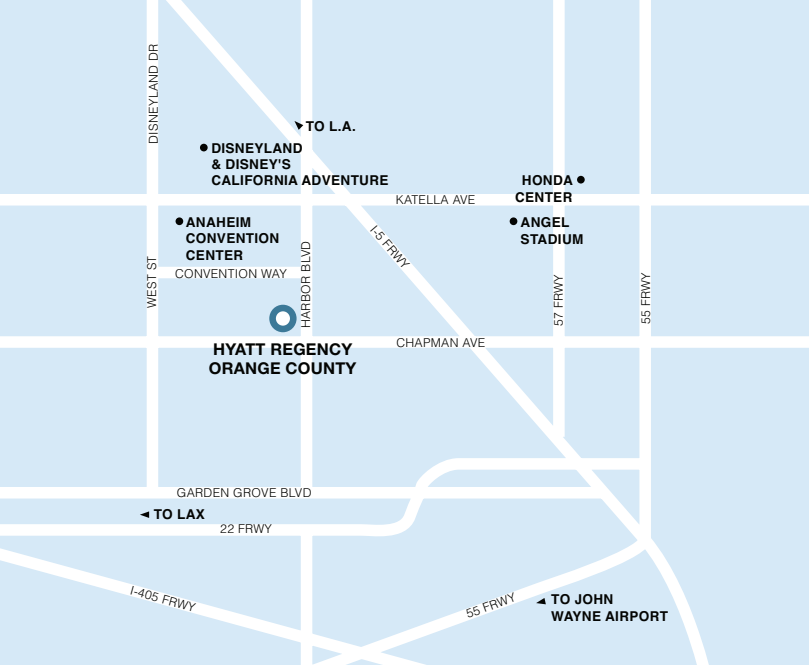 DISNEYLAND DR
TO L.A.
DISNEYLAND
& DISNEY'S
CALIFORNIA ADVENTURE
HONDA
CENTER
KATELLA AVE
ANAHEIM
CONVENTION
CENTER
ANGEL
STADIUM
I-5 FRWY
WEST ST
CONVENTION WAY
HARBOR BLVD
57 FRWY
55 FRWY
HYATT REGENCY
ORANGE COUNTY
CHAPMAN AVE
GARDEN GROVE BLVD
TO LAX
22 FRWY
I-405 FRWY
55 FRWY
TO JOHN
WAYNE AIRPORT